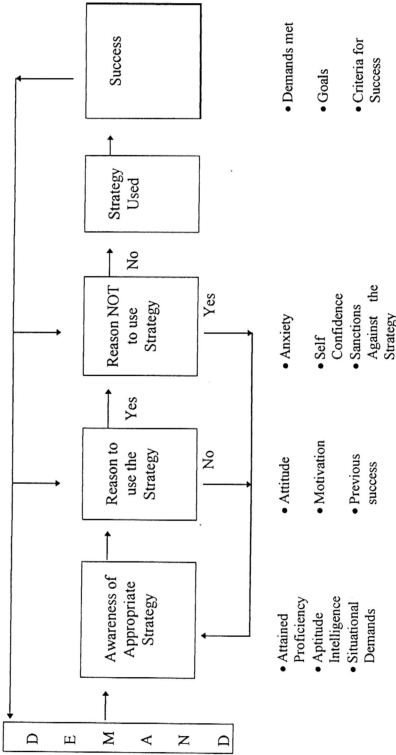 D
E
M
A
N
D
Awareness of
Appropriate
Strategy
Reason to
use the
Strategy
Yes
No
Reason NOT
to use
Strategy
No
Yes
Strategy
Used
Success
• Attained
Proficiency
• Aptitude
Intelligence
• Situational
Demands
• Attitude
• Motivation
• Previous
success
• Anxiety
• Self
Confidence
• Sanctions
Against the
Strategy
• Demands met
• Goals
• Criteria for
Success